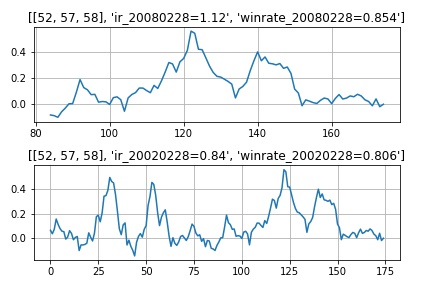 [[52, 57, 58], 'ir_20080228=1.12', 'winrate_20080228=0.854']
0.4
0.2
0.0
80 100 120 140 160
[[52, 57, 58], 'ir_20020228=0.84', 'winrate_20020228=0.806']
0.4
0.2
0.0
0 25 50 75 100 125 150 175